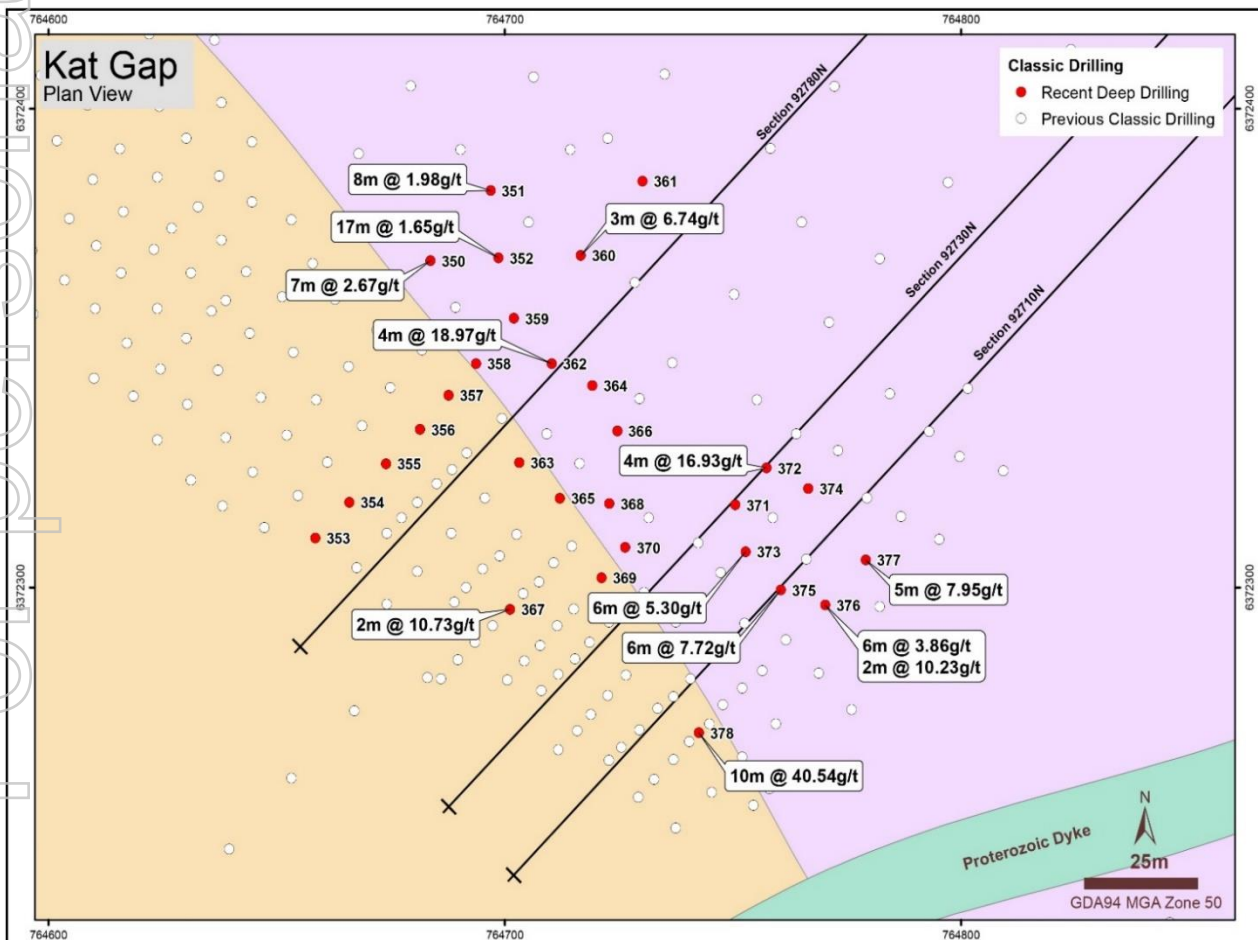 764600
764700
764800
Kat Gap
Plan View
Classic Drilling
Recent Deep Drilling
Previous Classic Drilling
6372400
6372400
Section 92780N
8m @ 1.98g/t
351
361
17m @ 1.65g/t
352
3m @ 6.74g/t
360
350
7m @ 2.67g/t
Section 92730N
Section 92710N
359
4m @ 18.97g/t
362
358
364
357
356
366
355
363
4m @ 16.93g/t
372
374
354
365
368
371
353
370
373
377
6372300
6372300
369
375
5m @ 7.95g/t
367
2m @ 10.73g/t
6m @ 5.30g/t
376
6m @ 7.72g/t
6m @ 3.86g/t
2m @ 10.23g/t
378
10m @ 40.54g/t
Proterozoic Dyke
N
25m
GDA94 MGA Zone 50
764600
764700
764800